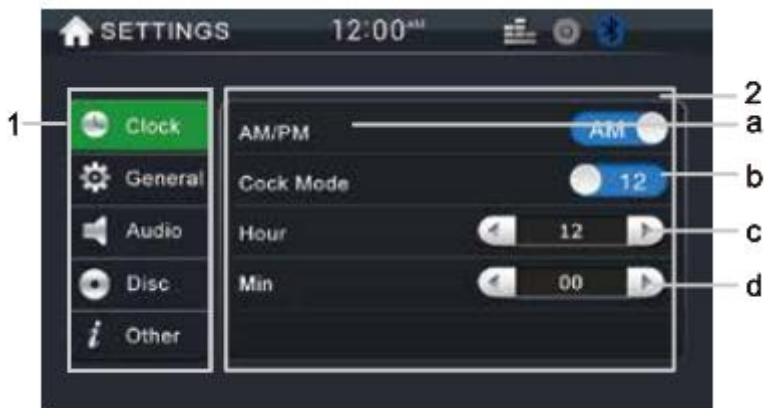 SETTINGS 12:00AM
2
1 Clock AM/PM AM a
General Cock Mode 12 b
Audio Hour 12 c
Disc Min 00 d
i Other